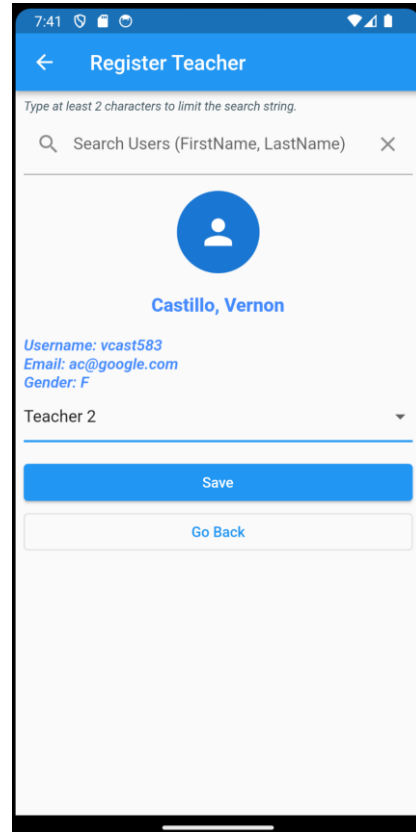 7:41
Register Teacher
Type at least 2 characters to limit the search string.
Search Users (FirstName, LastName)
Castillo, Vernon
Username: vcast583
Email: ac@google.com
Gender: F
Teacher 2
Save
Go Back